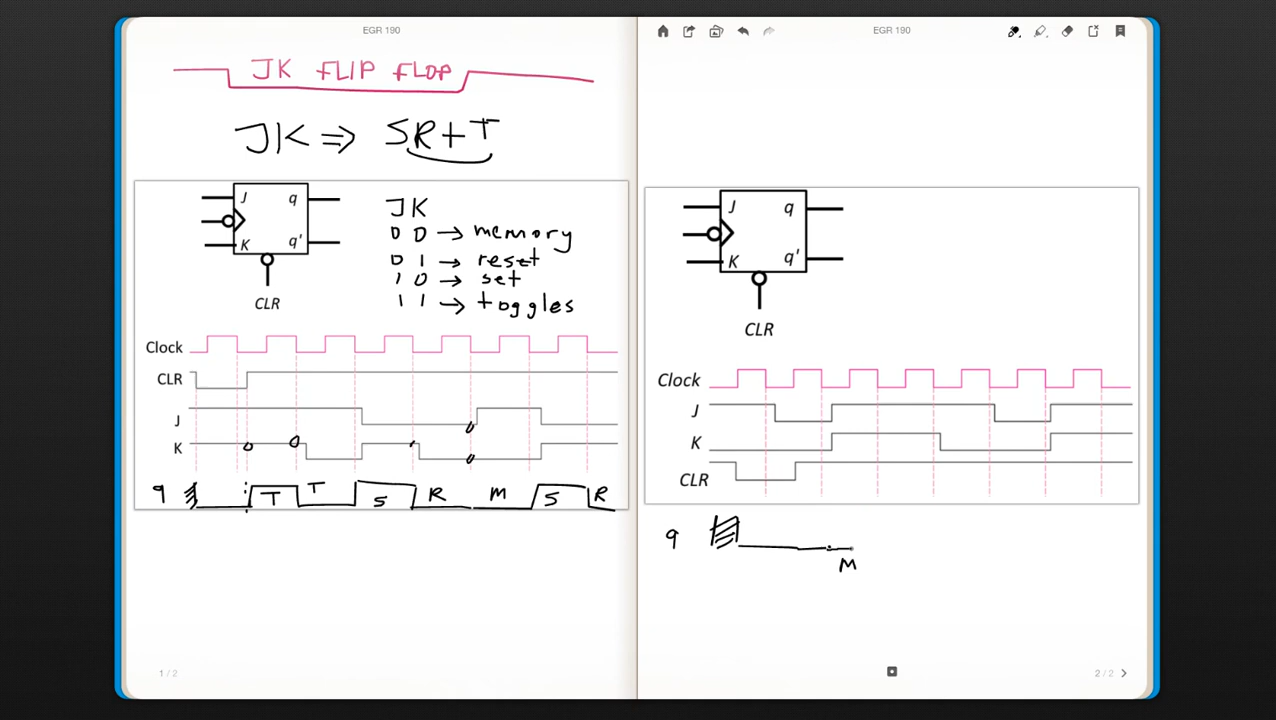 EGR 190
JK FLIP FLOP
JK ⇒ SR+T
J q
K q'
CLR
JK
0 0 → memory
0 1 → reset
1 0 → set
1 1 → toggles
Clock
CLR
J
K
q T T S R M S R
1 / 2
EGR 190
J q
K q'
CLR
Clock
J
K
CLR
q
M
2 / 2